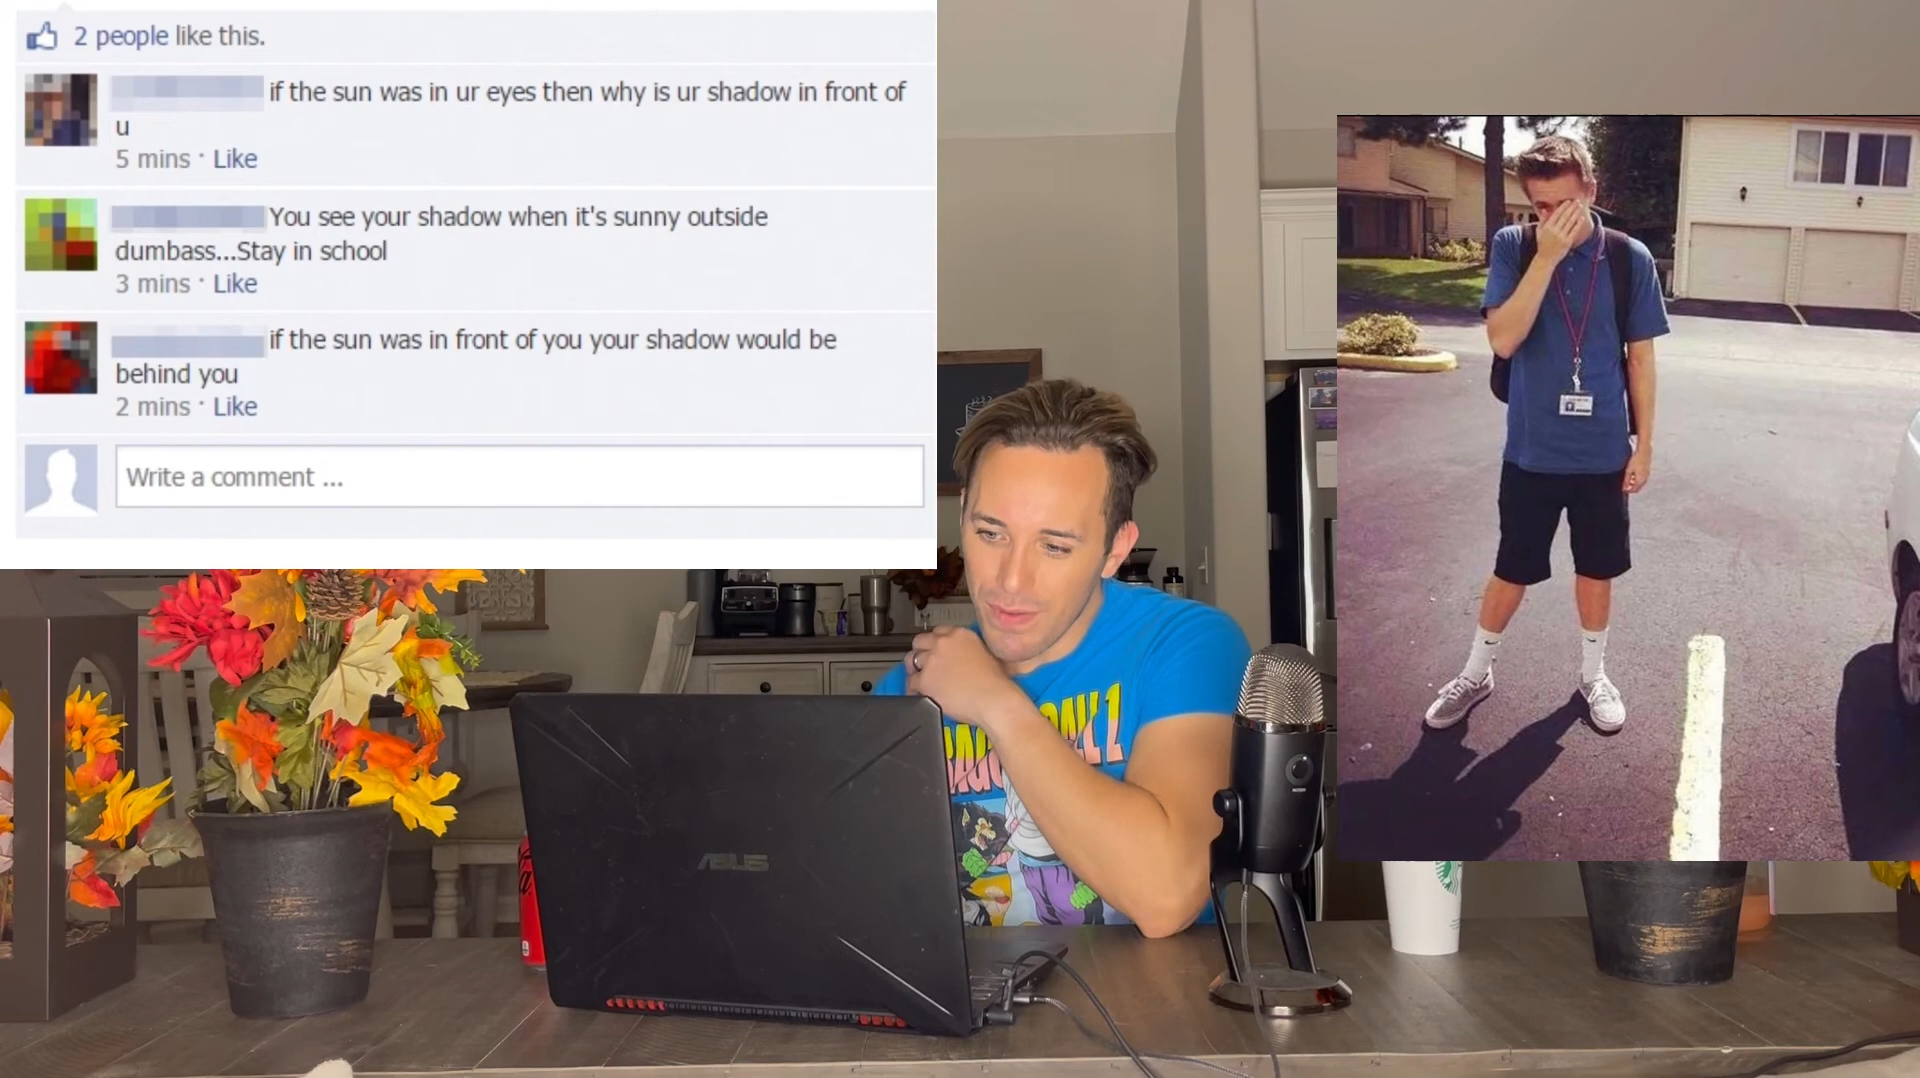 2 people like this.
if the sun was in ur eyes then why is ur shadow in front of
u
5 mins · Like
You see your shadow when it's sunny outside
dumbass...Stay in school
3 mins · Like
if the sun was in front of you your shadow would be
behind you
2 mins · Like
Write a comment ...
ASUS